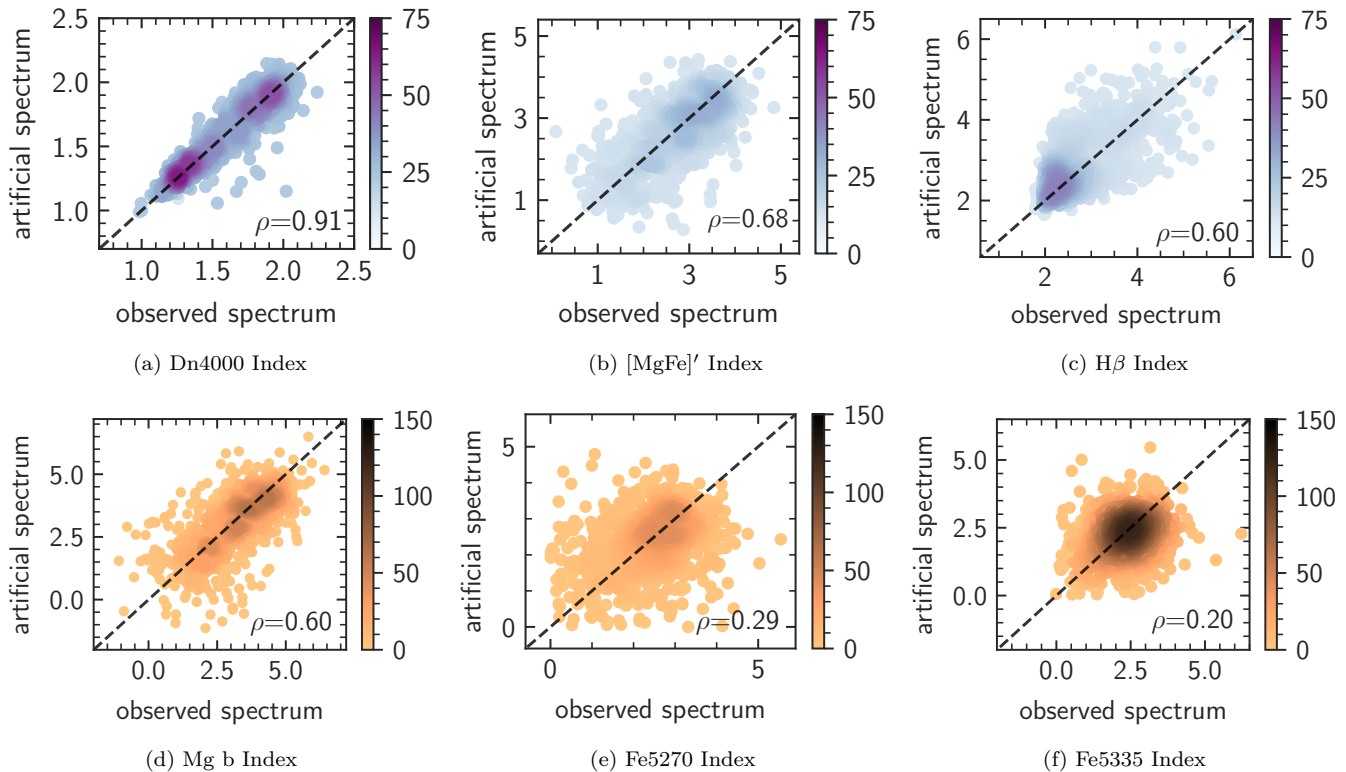 2.5
2.0
1.5
1.0
artificial spectrum
ρ=0.91
1.0 1.5 2.0 2.5
observed spectrum
75
50
25
0
(a) Dn4000 Index
5
3
1
artificial spectrum
ρ=0.68
1 3 5
observed spectrum
75
50
25
0
(b) [MgFe]′ Index
6
4
2
artificial spectrum
ρ=0.60
2 4 6
observed spectrum
75
50
25
0
(c) Hβ Index
5.0
2.5
0.0
artificial spectrum
ρ=0.60
0.0 2.5 5.0
observed spectrum
150
100
50
0
(d) Mg b Index
5
0
artificial spectrum
ρ=0.29
0 5
observed spectrum
150
100
50
0
(e) Fe5270 Index
5.0
2.5
0.0
artificial spectrum
ρ=0.20
0.0 2.5 5.0
observed spectrum
150
100
50
0
(f) Fe5335 Index